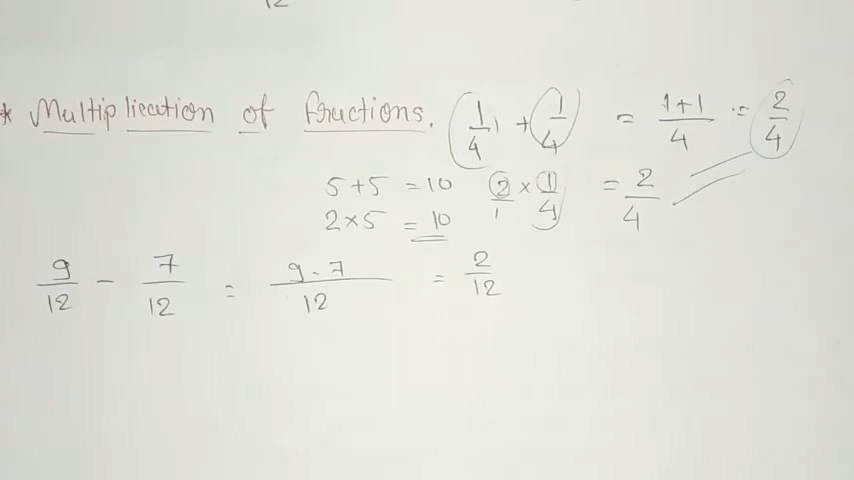 12
* Multiplication of fractions. (1/4) + (1/4) = 1+1/4 = 2/4
5+5 = 10 2/1 × 1/4 = 2/4
2×5 = 10
9/12 - 7/12 = 9-7/12 = 2/12